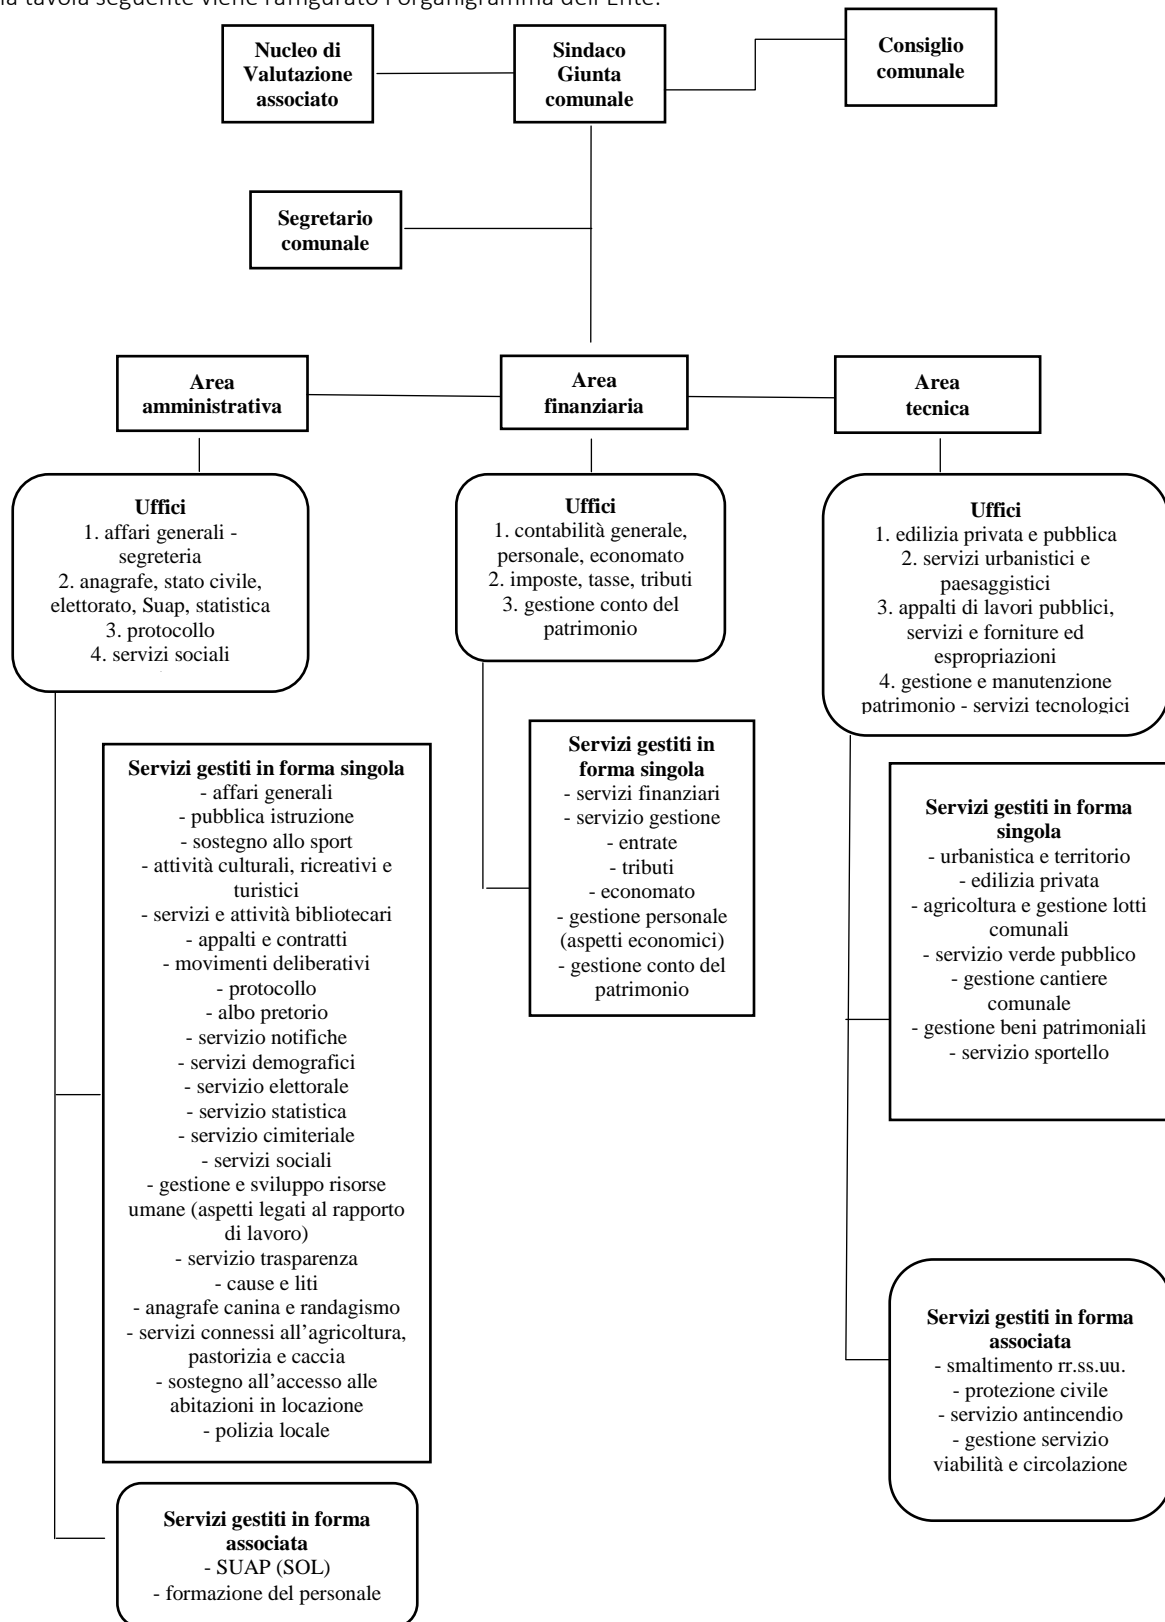 la tavola seguente viene raffigurato l'organigramma dell'Ente.
Nucleo di
Valutazione
associato
Sindaco
Giunta
comunale
Consiglio
comunale
Segretario
comunale
Area
amministrativa
Area
finanziaria
Area
tecnica
Uffici
1. affari generali -
segreteria
2. anagrafe, stato civile,
elettorato, Suap, statistica
3. protocollo
4. servizi sociali
Uffici
1. contabilità generale,
personale, economato
2. imposte, tasse, tributi
3. gestione conto del
patrimonio
Uffici
1. edilizia privata e pubblica
2. servizi urbanistici e
paesaggistici
3. appalti di lavori pubblici,
servizi e forniture ed
espropriazioni
4. gestione e manutenzione
patrimonio - servizi tecnologici
Servizi gestiti in forma singola
- affari generali
- pubblica istruzione
- sostegno allo sport
- attività culturali, ricreativi e
turistici
- servizi e attività bibliotecari
- appalti e contratti
- movimenti deliberativi
- protocollo
- albo pretorio
- servizio notifiche
- servizi demografici
- servizio elettorale
- servizio statistica
- servizio cimiteriale
- servizi sociali
- gestione e sviluppo risorse
umane (aspetti legati al rapporto
di lavoro)
- servizio trasparenza
- cause e liti
- anagrafe canina e randagismo
- servizi connessi all'agricoltura,
pastorizia e caccia
- sostegno all'accesso alle
abitazioni in locazione
- polizia locale
Servizi gestiti in forma
associata
- SUAP (SOL)
- formazione del personale
Servizi gestiti in
forma singola
- servizi finanziari
- servizio gestione
- entrate
- tributi
- economato
- gestione personale
(aspetti economici)
- gestione conto del
patrimonio
Servizi gestiti in forma
singola
- urbanistica e territorio
- edilizia privata
- agricoltura e gestione lotti
comunali
- servizio verde pubblico
- gestione cantiere
comunale
- gestione beni patrimoniali
- servizio sportello
Servizi gestiti in forma
associata
- smaltimento rr.ss.uu.
- protezione civile
- servizio antincendio
- gestione servizio
viabilità e circolazione